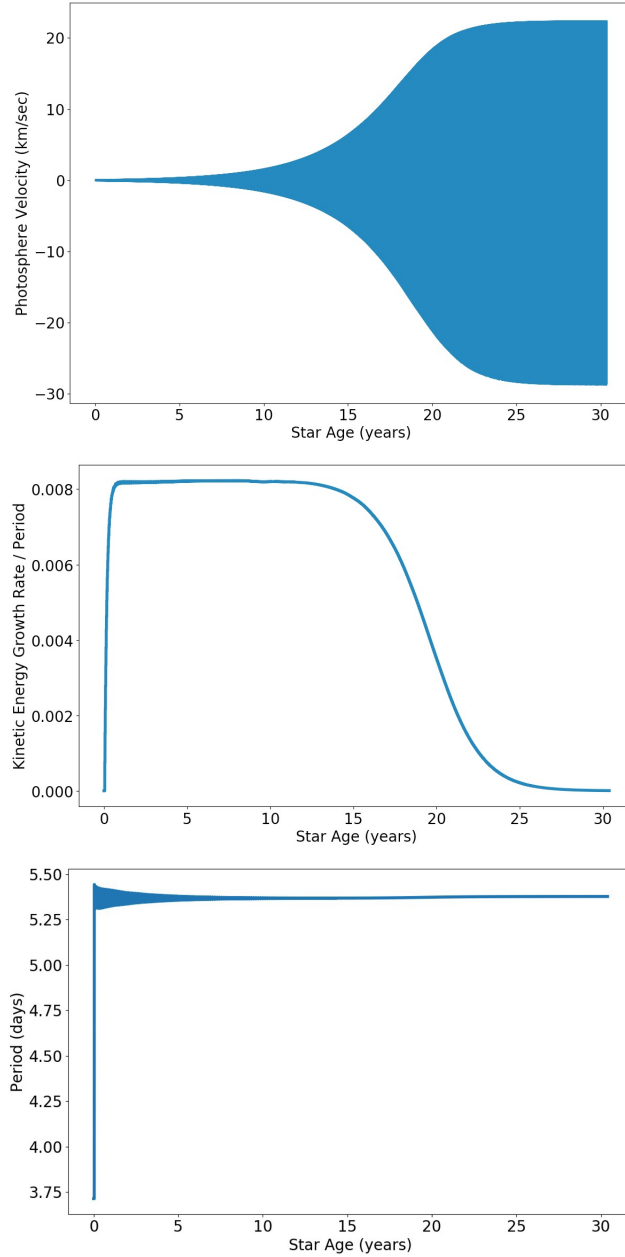 20
10
0
−10
−20
−30
Photosphere Velocity (km/sec)
0 5 10 15 20 25 30
Star Age (years)
0.008
0.006
0.004
0.002
0.000
Kinetic Energy Growth Rate / Period
0 5 10 15 20 25 30
Star Age (years)
5.50
5.25
5.00
4.75
4.50
4.25
4.00
3.75
Period (days)
0 5 10 15 20 25 30
Star Age (years)